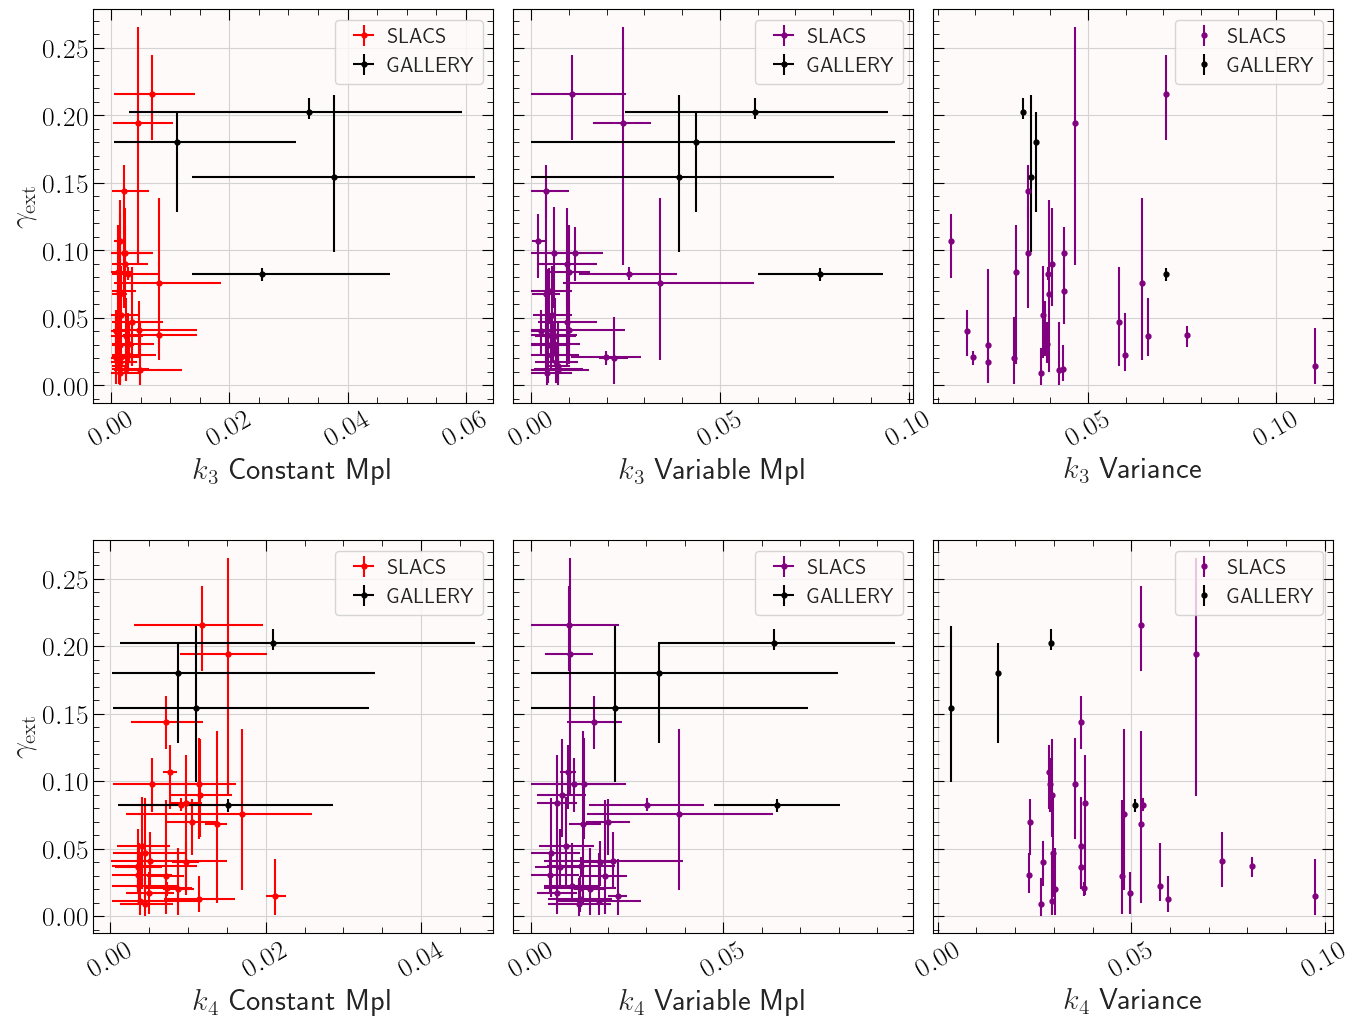 SLACS
GALLERY
SLACS
GALLERY
SLACS
GALLERY
γext
0.25
0.20
0.15
0.10
0.05
0.00
0.00 0.02 0.04 0.06
0.00 0.05 0.10
0.05 0.10
k3 Constant Mpl
k3 Variable Mpl
k3 Variance
SLACS
GALLERY
SLACS
GALLERY
SLACS
GALLERY
γext
0.25
0.20
0.15
0.10
0.05
0.00
0.00 0.02 0.04
0.00 0.05
0.00 0.05 0.10
k4 Constant Mpl
k4 Variable Mpl
k4 Variance